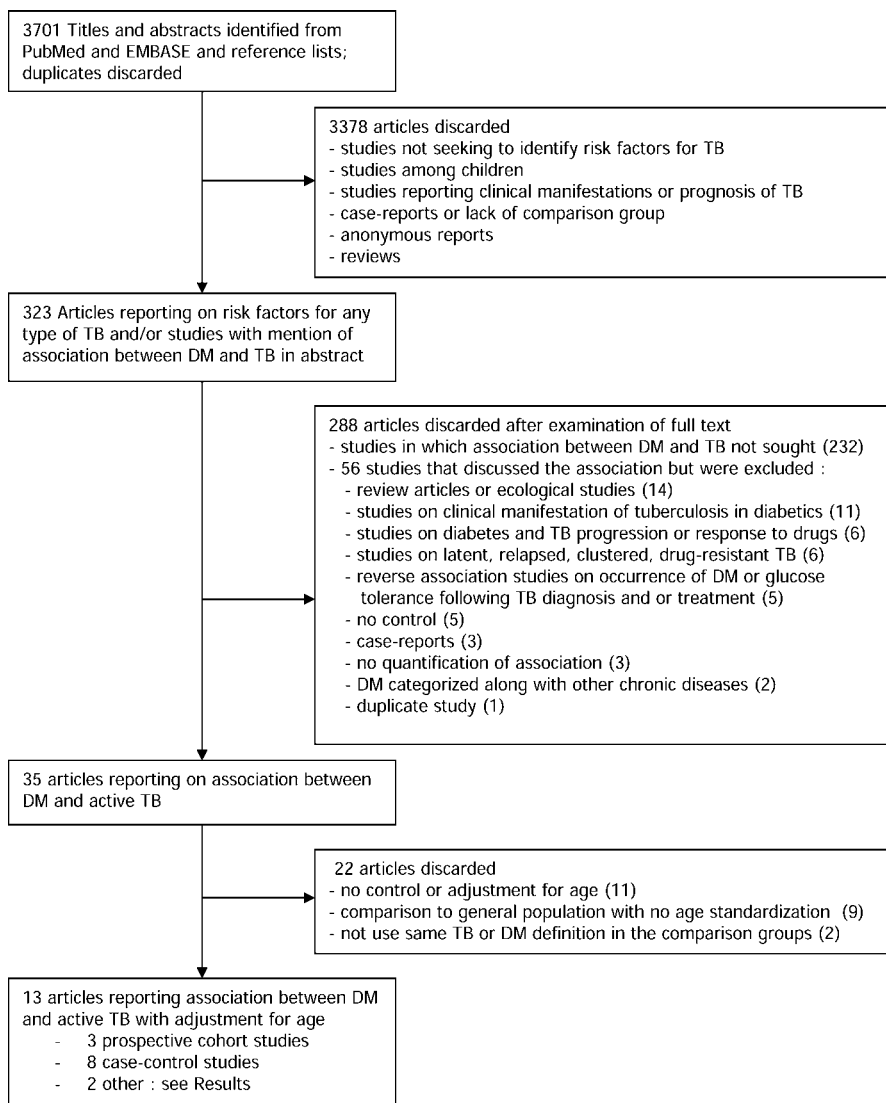 3701 Titles and abstracts identified from
PubMed and EMBASE and reference lists;
duplicates discarded
3378 articles discarded
- studies not seeking to identify risk factors for TB
- studies among children
- studies reporting clinical manifestations or prognosis of TB
- case-reports or lack of comparison group
- anonymous reports
- reviews
323 Articles reporting on risk factors for any
type of TB and/or studies with mention of
association between DM and TB in abstract
288 articles discarded after examination of full text
- studies in which association between DM and TB not sought (232)
- 56 studies that discussed the association but were excluded :
- review articles or ecological studies (14)
- studies on clinical manifestation of tuberculosis in diabetics (11)
- studies on diabetes and TB progression or response to drugs (6)
- studies on latent, relapsed, clustered, drug-resistant TB (6)
- reverse association studies on occurrence of DM or glucose
tolerance following TB diagnosis and or treatment (5)
- no control (5)
- case-reports (3)
- no quantification of association (3)
- DM categorized along with other chronic diseases (2)
- duplicate study (1)
35 articles reporting on association between
DM and active TB
22 articles discarded
- no control or adjustment for age (11)
- comparison to general population with no age standardization (9)
- not use same TB or DM definition in the comparison groups (2)
13 articles reporting association between DM
and active TB with adjustment for age
- 3 prospective cohort studies
- 8 case-control studies
- 2 other : see Results